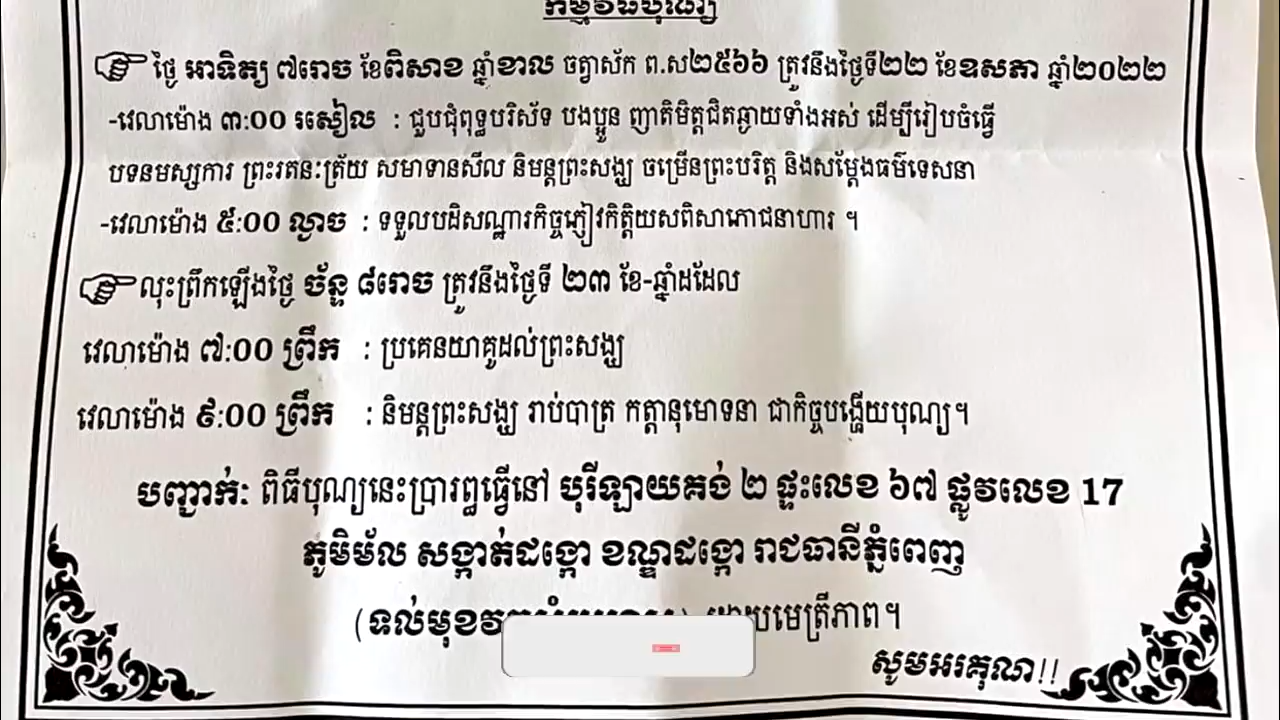 កម្មវិធីបុណ្យ
ថ្ងៃ អាទិត្យ ៧រោច ខែពិសាខ ឆ្នាំខាល ចត្វាស័ក ព.ស២៥៦៦ ត្រូវនឹងថ្ងៃទី២២ ខែឧសភា ឆ្នាំ២០២២
-វេលាម៉ោង ៣:00 រសៀល : ជួបជុំពុទ្ធបរិស័ទ បងប្អូន ញាតិមិត្តជិតឆ្ងាយទាំងអស់ ដើម្បីរៀបចំធ្វើ
បទនមស្សការ ព្រះរតនៈត្រ័យ សមាទានសីល និមន្តព្រះសង្ឃ ចម្រើនព្រះបរិត្ត និងសម្តែងធម៌ទេសនា
-វេលាម៉ោង ៥:00 ល្ងាច : ទទួលបដិសណ្ឋារកិច្ចភ្ញៀវកិត្តិយសពិសាភោជនាហារ ។
លុះព្រឹកឡើងថ្ងៃ ច័ន្ទ ៨រោច ត្រូវនឹងថ្ងៃទី ២៣ ខែ-ឆ្នាំដដែល
វេលាម៉ោង ៧:00 ព្រឹក : ប្រគេនយាគូដល់ព្រះសង្ឃ
វេលាម៉ោង ៩:00 ព្រឹក : និមន្តព្រះសង្ឃ រាប់បាត្រ កត្តានុមោទនា ជាកិច្ចបង្ហើយបុណ្យ។
បញ្ជាក់: ពិធីបុណ្យនេះប្រារព្ធធ្វើនៅ បុរីឡាយគង់ ២ ផ្ទះលេខ ៦៧ ផ្លូវលេខ 17
ភូមិម័ល សង្កាត់ដង្កោ ខណ្ឌដង្កោ រាជធានីភ្នំពេញ
(ទល់មុខ ដោយមេត្រីភាព។
សូមអរគុណ!!